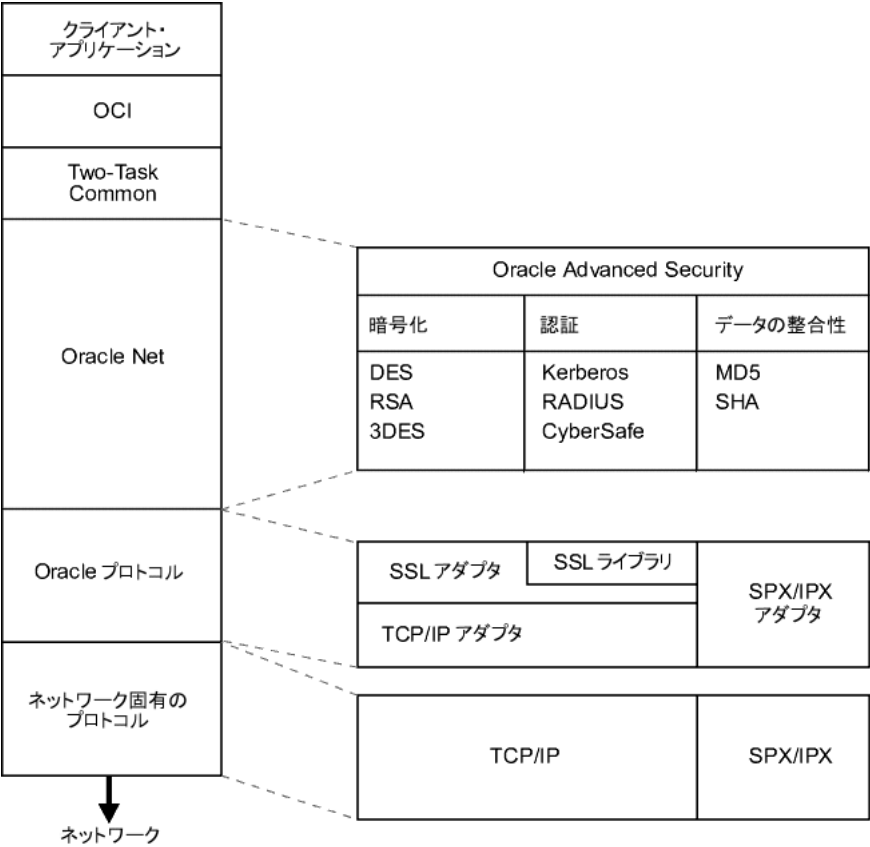 クライアント・
アプリケーション
OCI
Two-Task
Common
Oracle Net
Oracle プロトコル
ネットワーク固有の
プロトコル
ネットワーク
Oracle Advanced Security
暗号化
認証
データの整合性
DES
RSA
3DES
Kerberos
RADIUS
CyberSafe
MD5
SHA
SSL アダプタ
SSL ライブラリ
TCP/IP アダプタ
SPX/IPX
アダプタ
TCP/IP
SPX/IPX